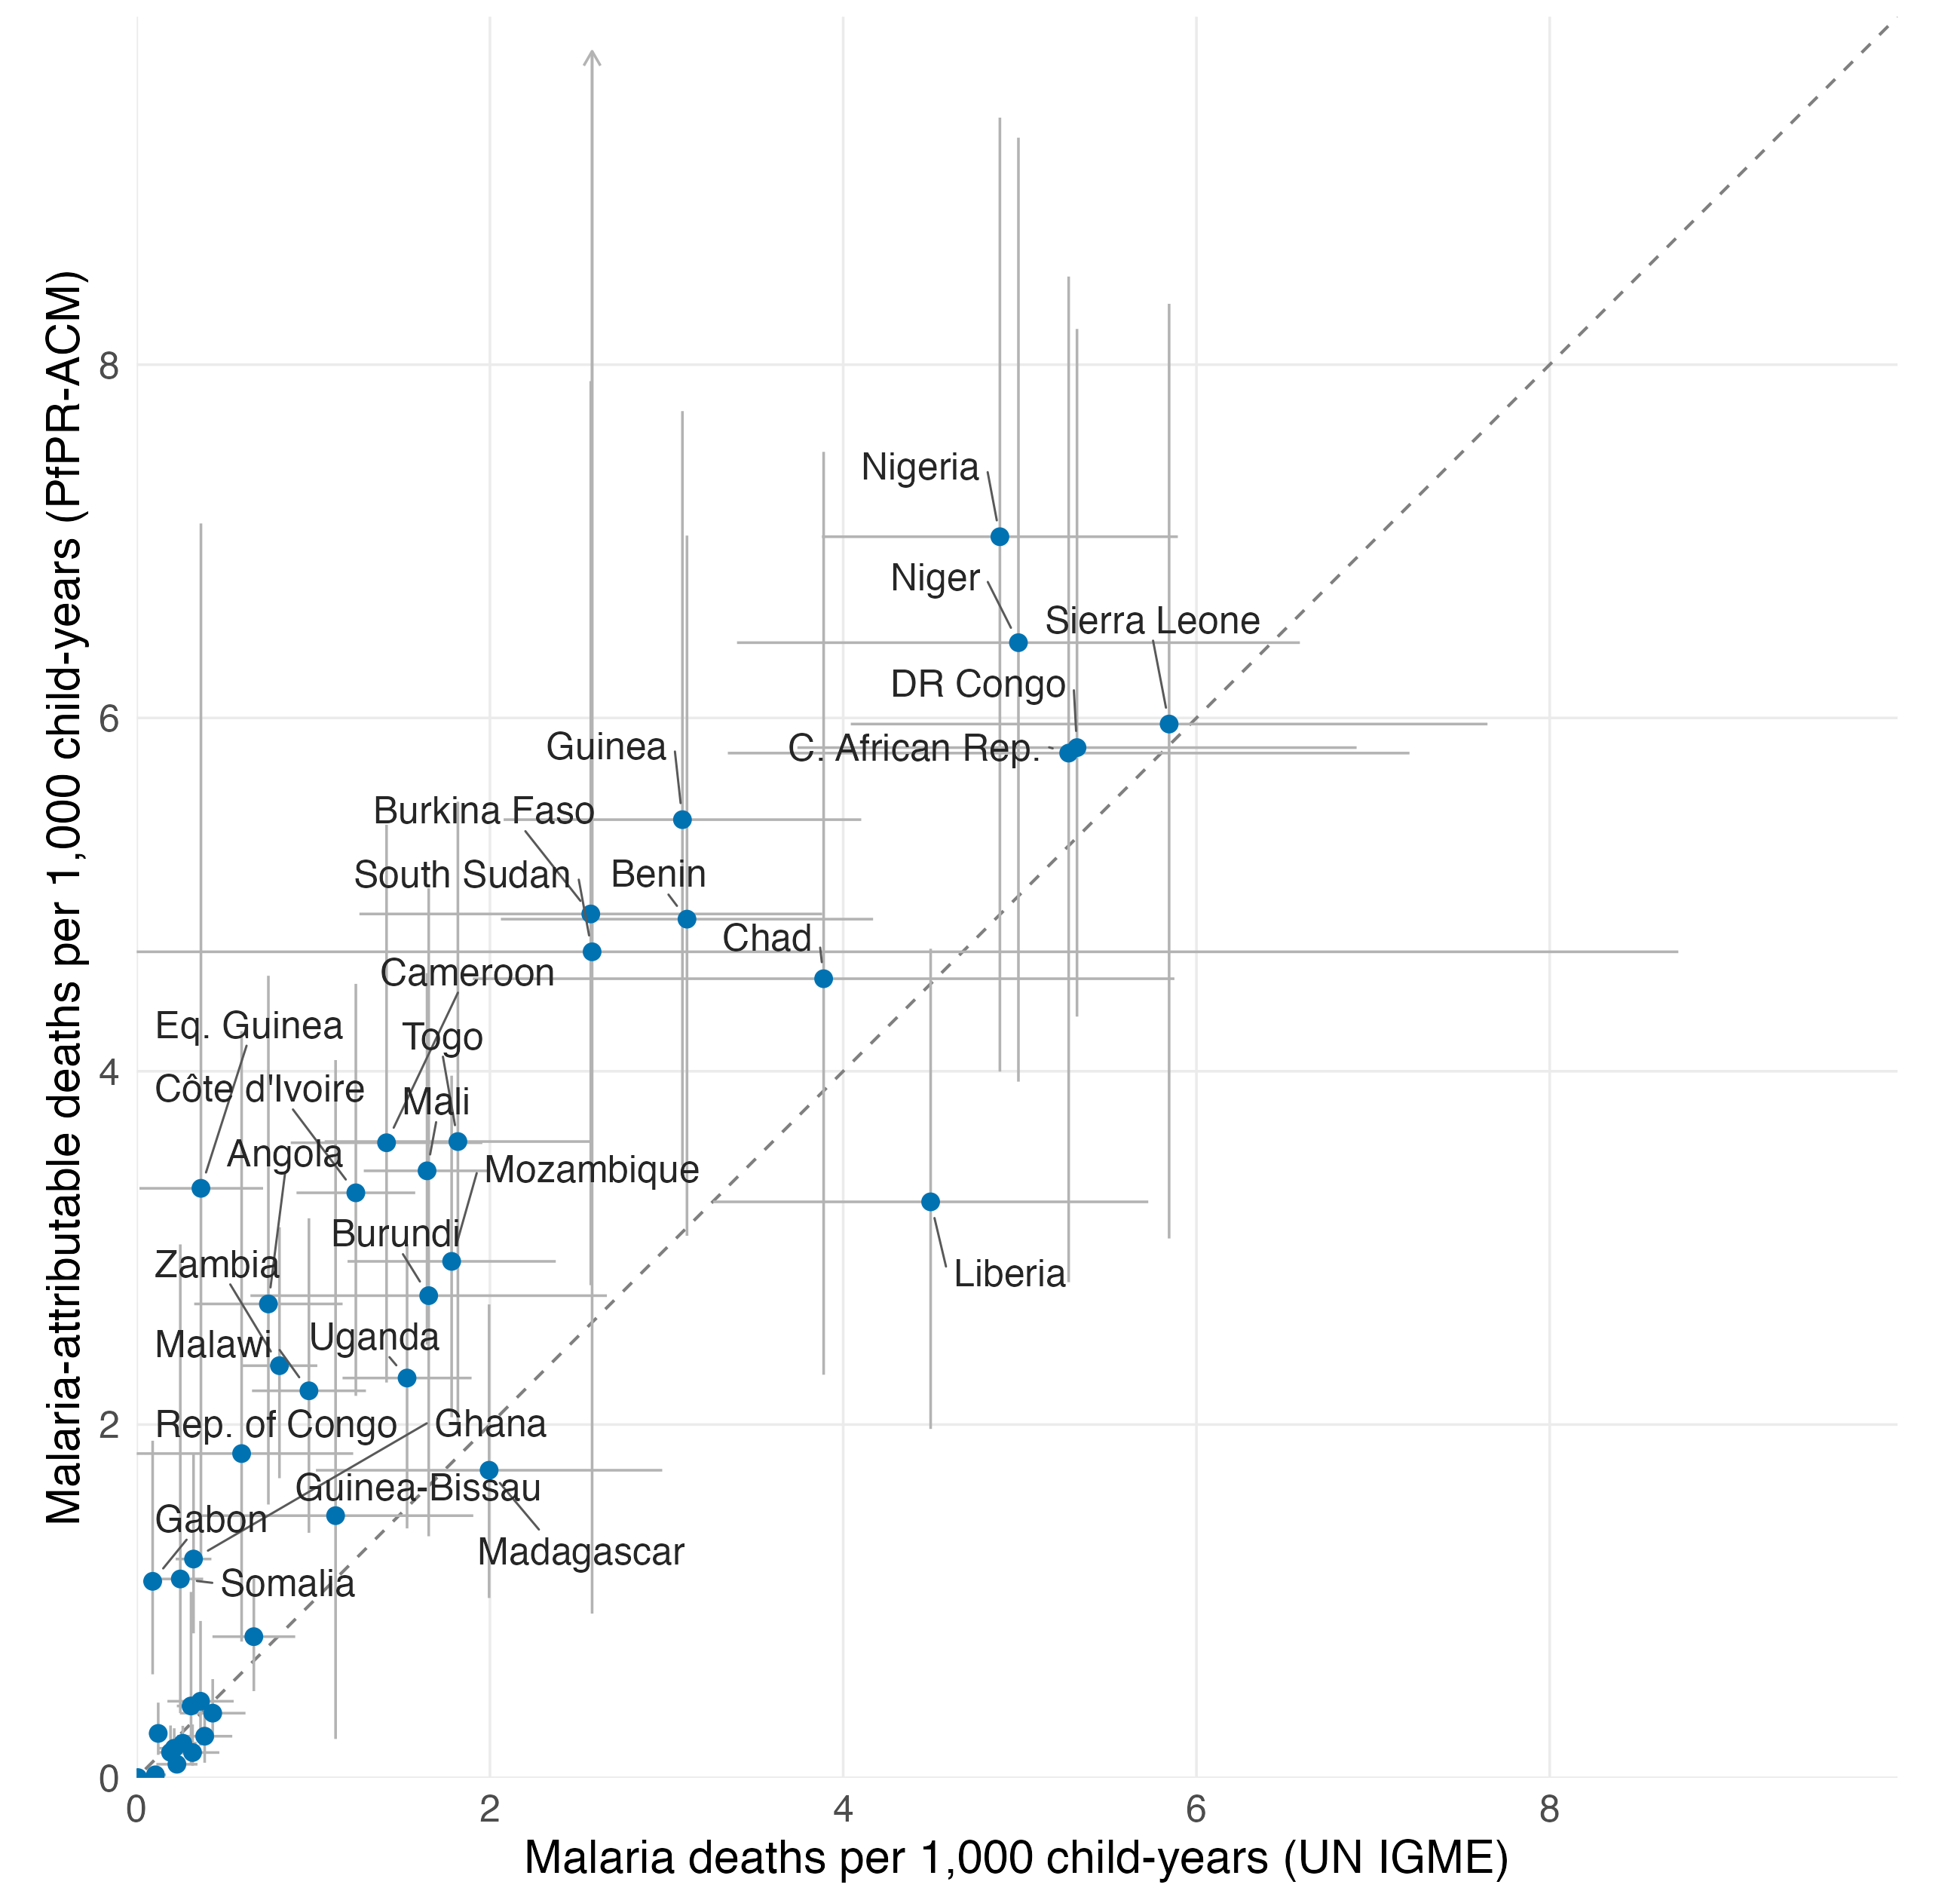 Malaria-attributable deaths per 1,000 child-years (PfPR-ACM)
8
6
4
2
0
Nigeria
Niger
Sierra Leone
DR Congo
Guinea
C. African Rep.
Burkina Faso
South Sudan
Benin
Chad
Cameroon
Eq. Guinea
Togo
Côte d'Ivoire
Mali
Angola
Mozambique
Burundi
Zambia
Liberia
Malawi
Uganda
Rep. of Congo
Ghana
Guinea-Bissau
Gabon
Madagascar
Somalia
0
2
4
6
8
Malaria deaths per 1,000 child-years (UN IGME)